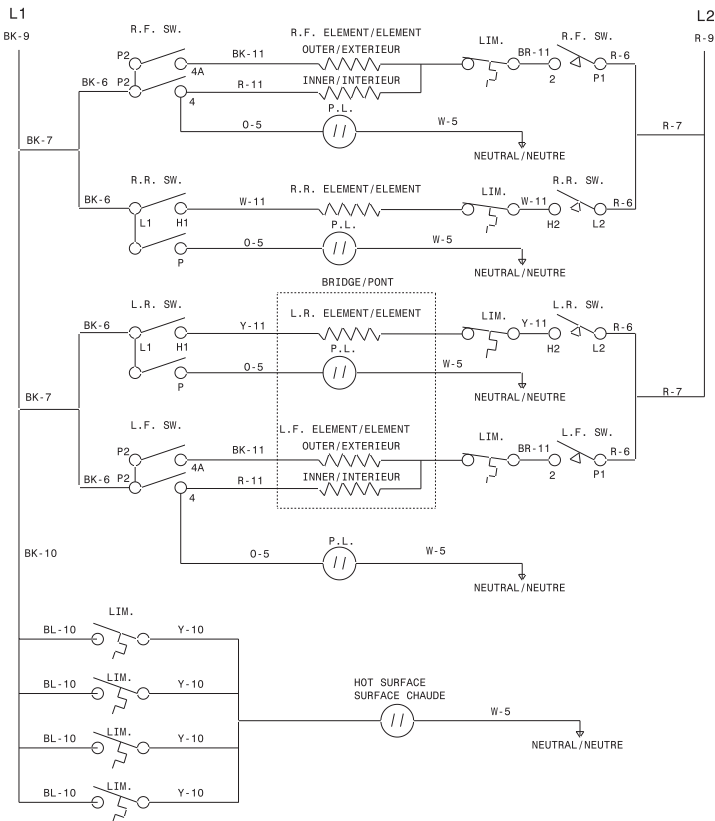 L1
L2
BK-9
R-9
R.F. SW.
R.F. ELEMENT/ELEMENT
OUTER/EXTERIEUR
LIM.
R.F. SW.
P2
BK-11
BR-11
R-6
4A
2
P1
BK-6
P2
R-11
INNER/INTERIEUR
4
P.L.
O-5
W-5
R-7
BK-7
NEUTRAL/NEUTRE
R.R. SW.
R.R. ELEMENT/ELEMENT
LIM.
R.R. SW.
BK-6
W-11
W-11
R-6
L1
H1
H2
L2
P.L.
O-5
W-5
P
NEUTRAL/NEUTRE
BRIDGE/PONT
L.R. SW.
L.R. ELEMENT/ELEMENT
LIM.
L.R. SW.
BK-6
Y-11
Y-11
R-6
L1
H1
H2
L2
P.L.
O-5
W-5
P
NEUTRAL/NEUTRE
BK-7
R-7
L.F. SW.
L.F. ELEMENT/ELEMENT
OUTER/EXTERIEUR
LIM.
L.F. SW.
P2
BK-11
BR-11
R-6
4A
2
P1
BK-6
P2
R-11
INNER/INTERIEUR
4
P.L.
BK-10
O-5
W-5
NEUTRAL/NEUTRE
LIM.
BL-10
Y-10
LIM.
BL-10
Y-10
HOT SURFACE
SURFACE CHAUDE
W-5
LIM.
BL-10
Y-10
NEUTRAL/NEUTRE
LIM.
BL-10
Y-10